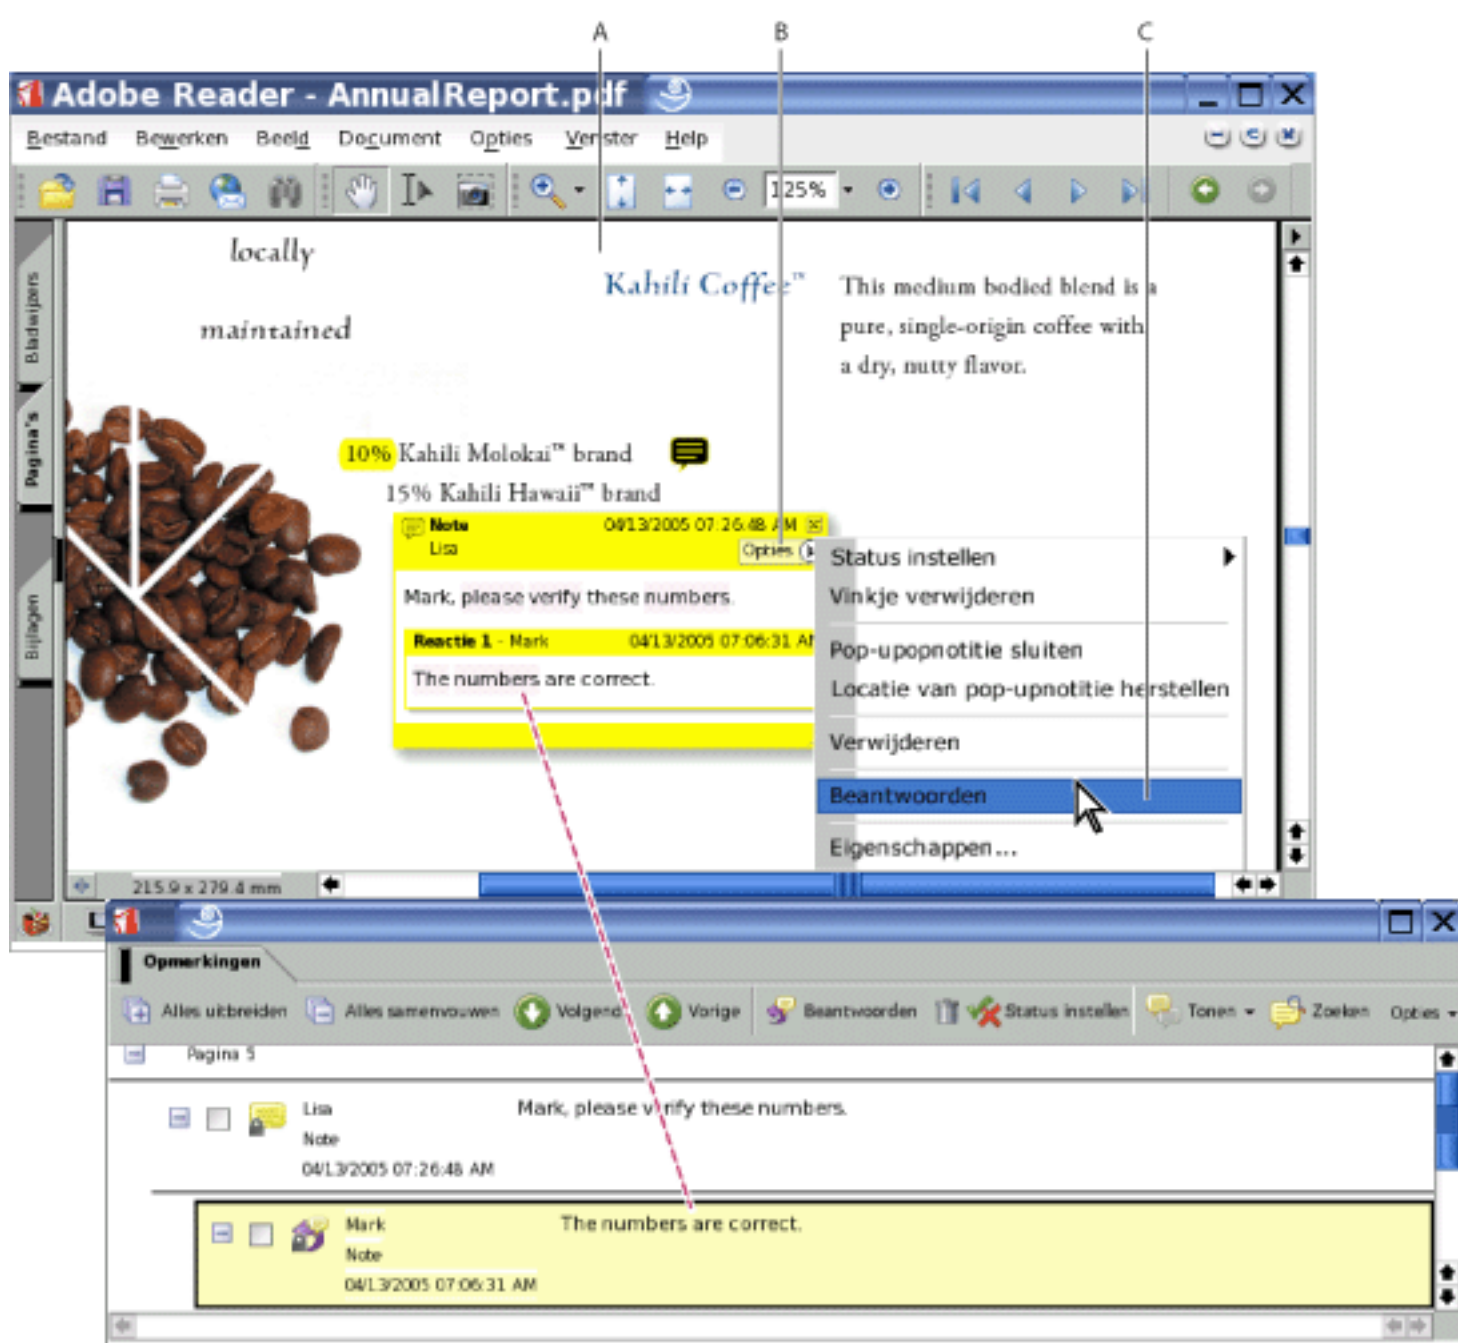 A B C
Adobe Reader - AnnualReport.pdf
Bestand Bewerken Beeld Document Opties Venster Help
125%
Bladwijzers
Pagina's
Bijlagen
locally
maintained
Kahili Coffee™
This medium bodied blend is a
pure, single-origin coffee with
a dry, nutty flavor.
10% Kahili Molokai™ brand
15% Kahili Hawaii™ brand
Note 04/13/2005 07:26:48 AM
Lisa Opties
Mark, please verify these numbers.
Reactie 1 - Mark 04/13/2005 07:06:31 AM
The numbers are correct.
Status instellen
Vinkje verwijderen
Pop-upopnotitie sluiten
Locatie van pop-upnotitie herstellen
Verwijderen
Beantwoorden
Eigenschappen...
215.9 x 279.4 mm
Opmerkingen
Alles uitbreiden Alles samenvouwen Volgende Vorige Beantwoorden Status instellen Tonen Zoeken Opties
Pagina 5
Lisa Mark, please verify these numbers.
Note
04/13/2005 07:26:48 AM
Mark The numbers are correct.
Note
04/13/2005 07:06:31 AM